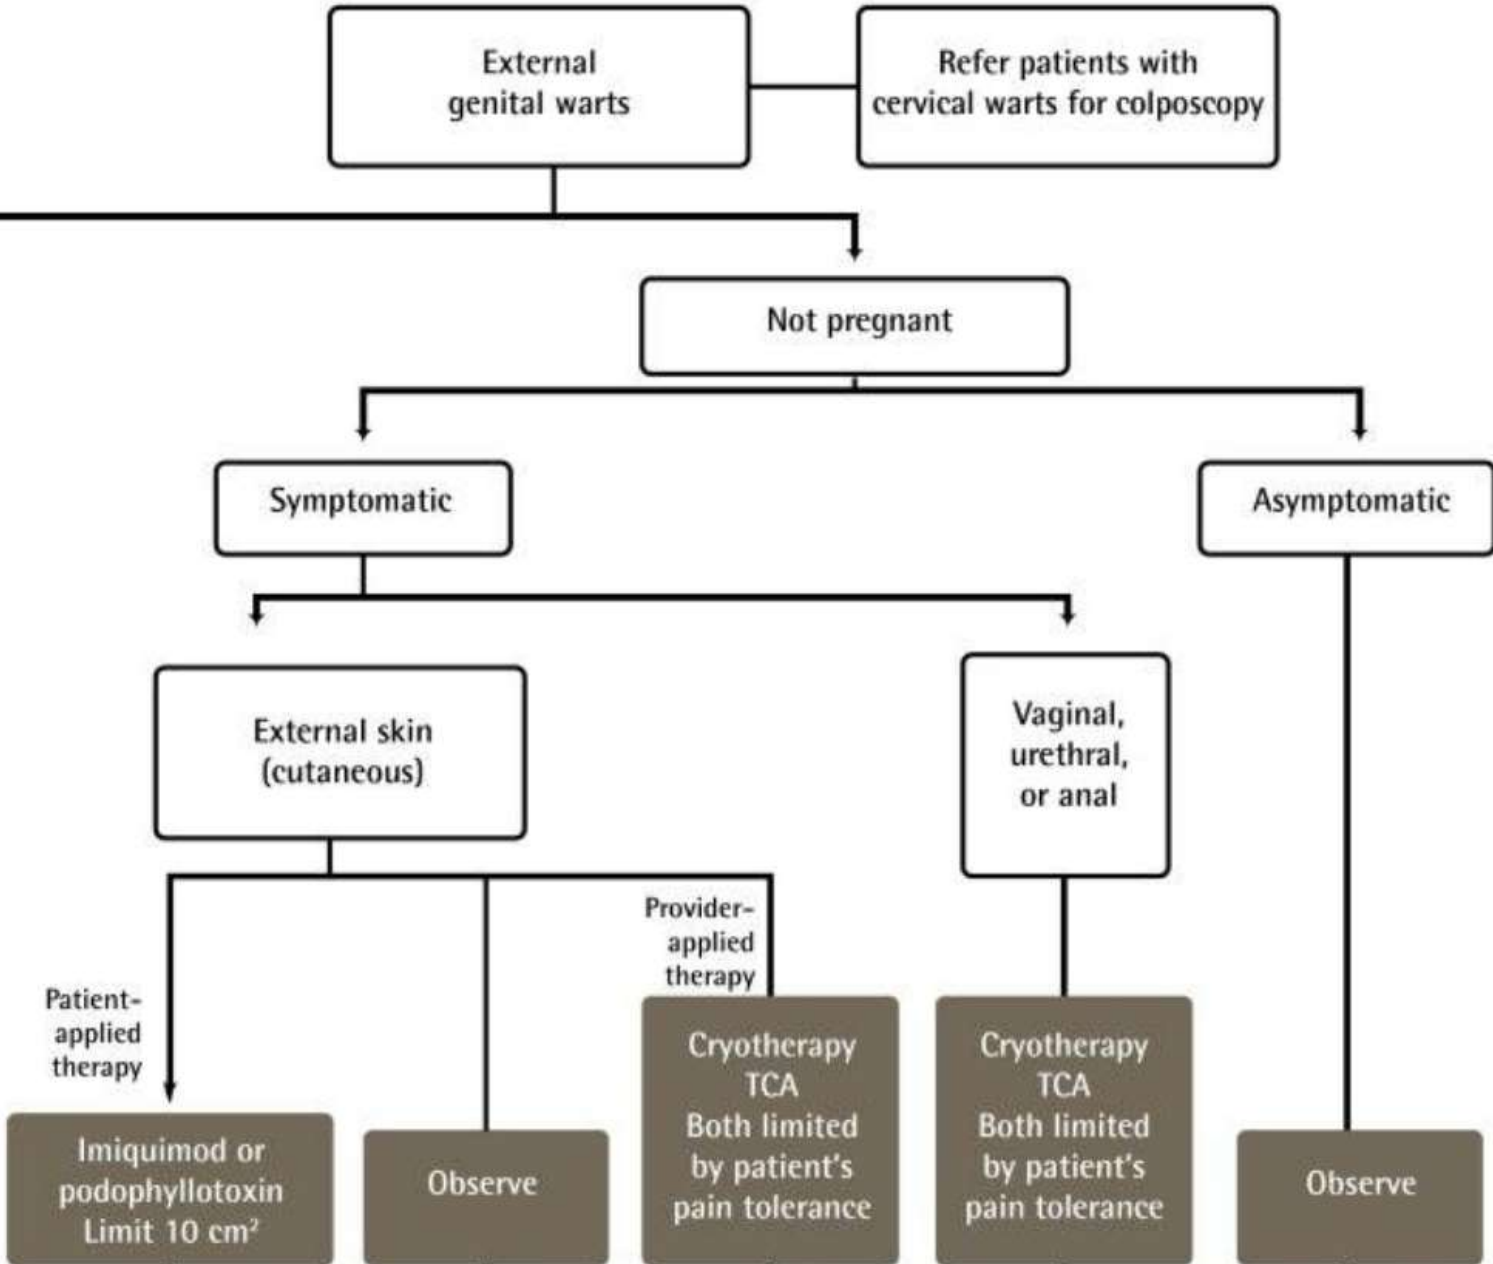 External
genital warts
Refer patients with
cervical warts for colposcopy
Not pregnant
Symptomatic
Asymptomatic
External skin
(cutaneous)
Vaginal,
urethral,
or anal
Patient-
applied
therapy
Provider-
applied
therapy
Imiquimod or
podophyllotoxin
Limit 10 cm²
Observe
Cryotherapy
TCA
Both limited
by patient's
pain tolerance
Cryotherapy
TCA
Both limited
by patient's
pain tolerance
Observe